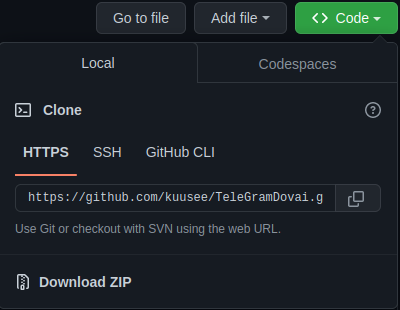 Go to file Add file Code
Local Codespaces
Clone
HTTPS SSH GitHub CLI
https://github.com/kuusee/TeleGramDovai.g
Use Git or checkout with SVN using the web URL.
Download ZIP